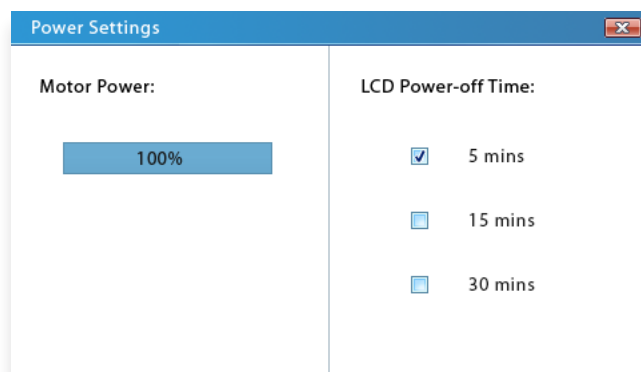 Power Settings
Motor Power:
100%
LCD Power-off Time:
5 mins
15 mins
30 mins